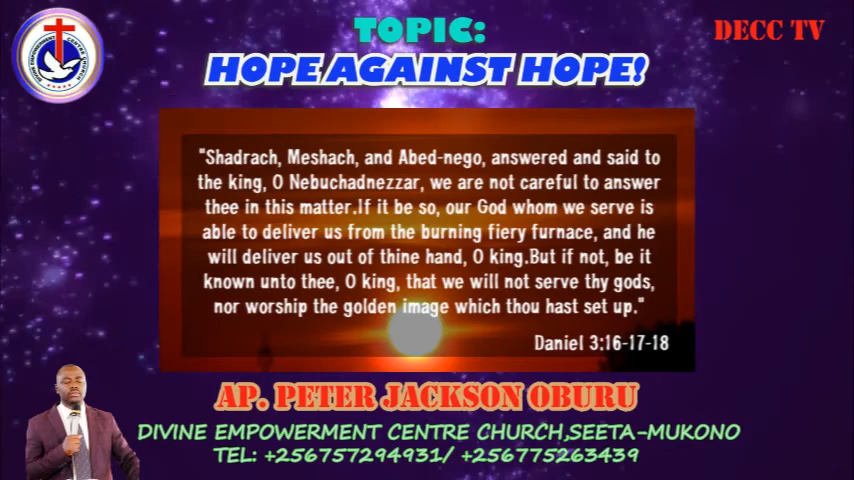 TOPIC:
DECC TV
HOPE AGAINST HOPE!
"Shadrach, Meshach, and Abed-nego, answered and said to
the king, O Nebuchadnezzar, we are not careful to answer
thee in this matter.If it be so, our God whom we serve is
able to deliver us from the burning fiery furnace, and he
will deliver us out of thine hand, O king.But if not, be it
known unto thee, O king, that we will not serve thy gods,
nor worship the golden image which thou hast set up."
Daniel 3:16-17-18
AP. PETER JACKSON OBURU
DIVINE EMPOWERMENT CENTRE CHURCH,SEETA-MUKONO
TEL: +256757294931/ +256775263439
DIVINE EMPOWERMENT CENTRE CHURCH